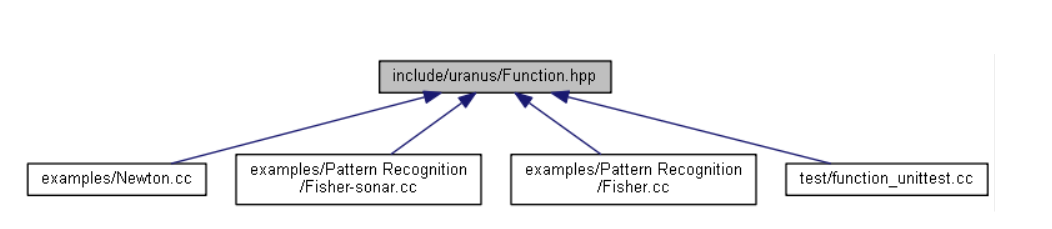 include/uranus/Function.hpp
examples/Newton.cc
examples/Pattern Recognition
/Fisher-sonar.cc
examples/Pattern Recognition
/Fisher.cc
test/function_unittest.cc